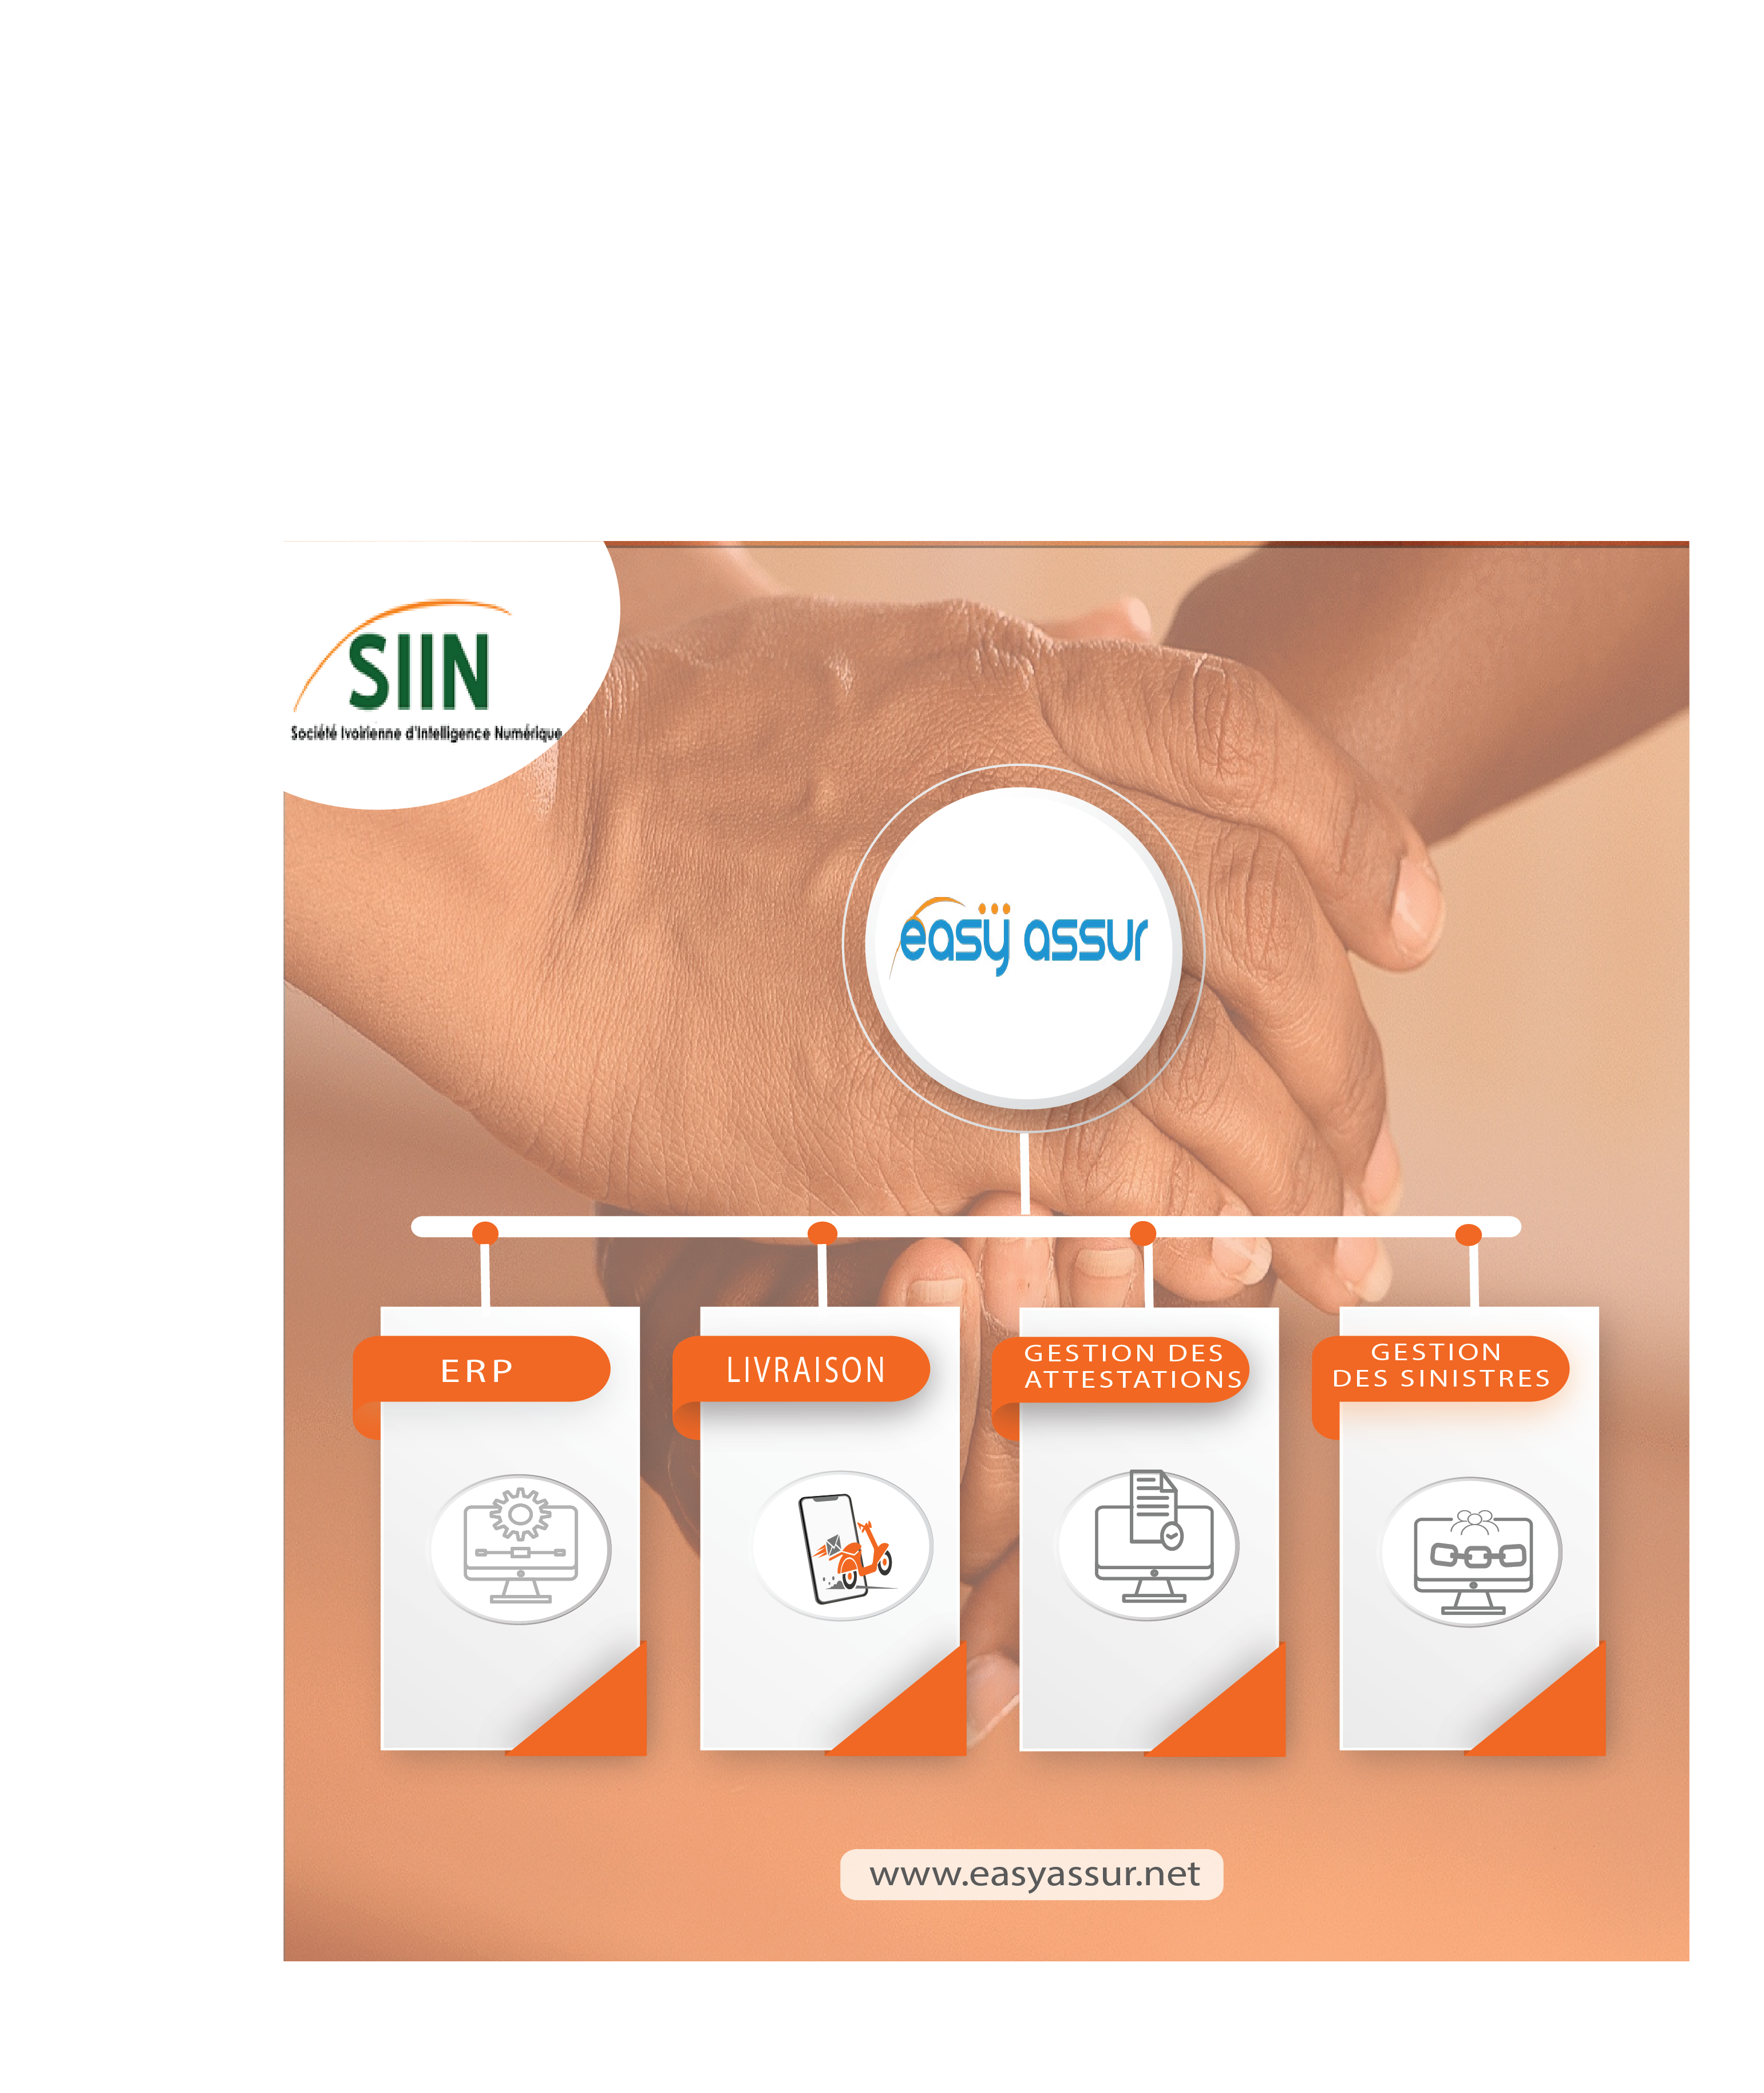 SIIN
Société Ivoirienne d'Intelligence Numérique
easy assur
ERP
LIVRAISON
GESTION DES
ATTESTATIONS
GESTION
DES SINISTRES
www.easyassur.net